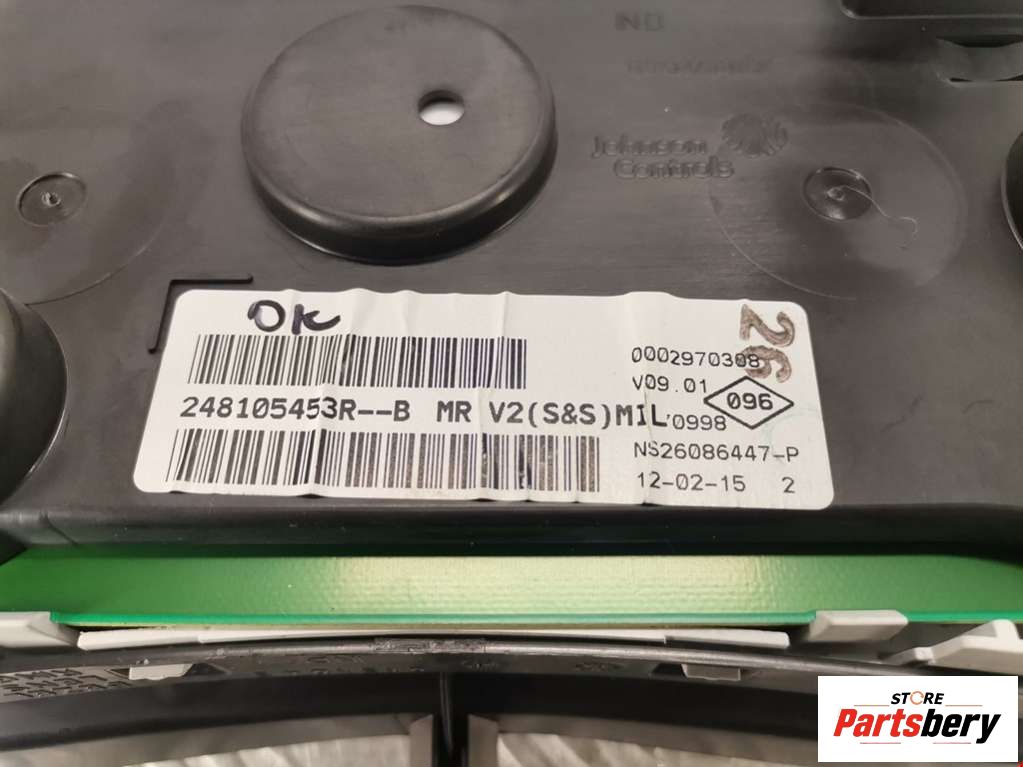 Johnson
Controls
OK
26
0002970308
V09.01
096
248105453R--B MR V2(S&S)MIL
0998
NS26086447-P
12-02-15 2
STORE
Partsbery